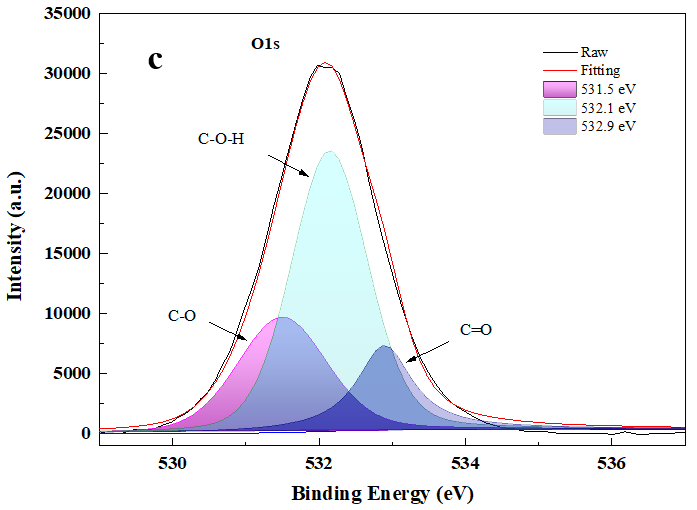 35000
30000
25000
20000
15000
10000
5000
0
Intensity (a.u.)
c
O1s
Raw
Fitting
531.5 eV
532.1 eV
532.9 eV
C-O-H
C-O
C=O
530
532
534
536
Binding Energy (eV)